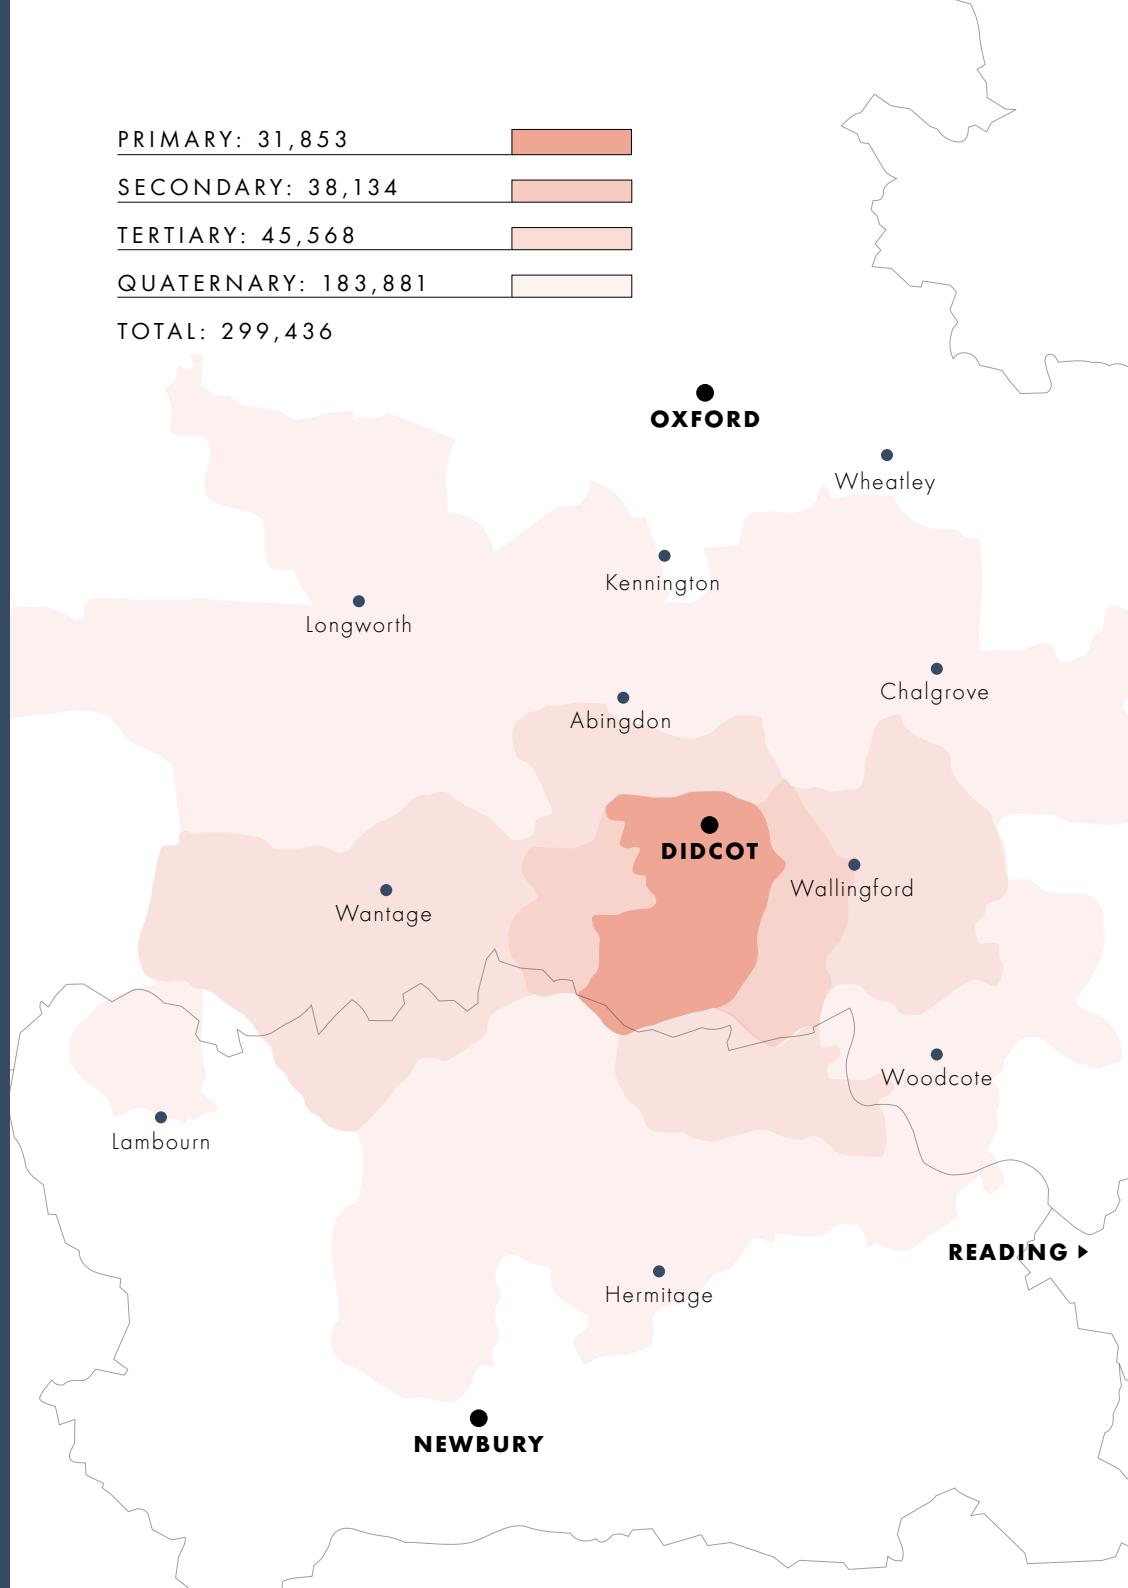 PRIMARY: 31,853
SECONDARY: 38,134
TERTIARY: 45,568
QUATERNARY: 183,881
TOTAL: 299,436
OXFORD
Wheatley
Kennington
Longworth
Chalgrove
Abingdon
DIDCOT
Wallingford
Wantage
Woodcote
Lambourn
READING
Hermitage
NEWBURY